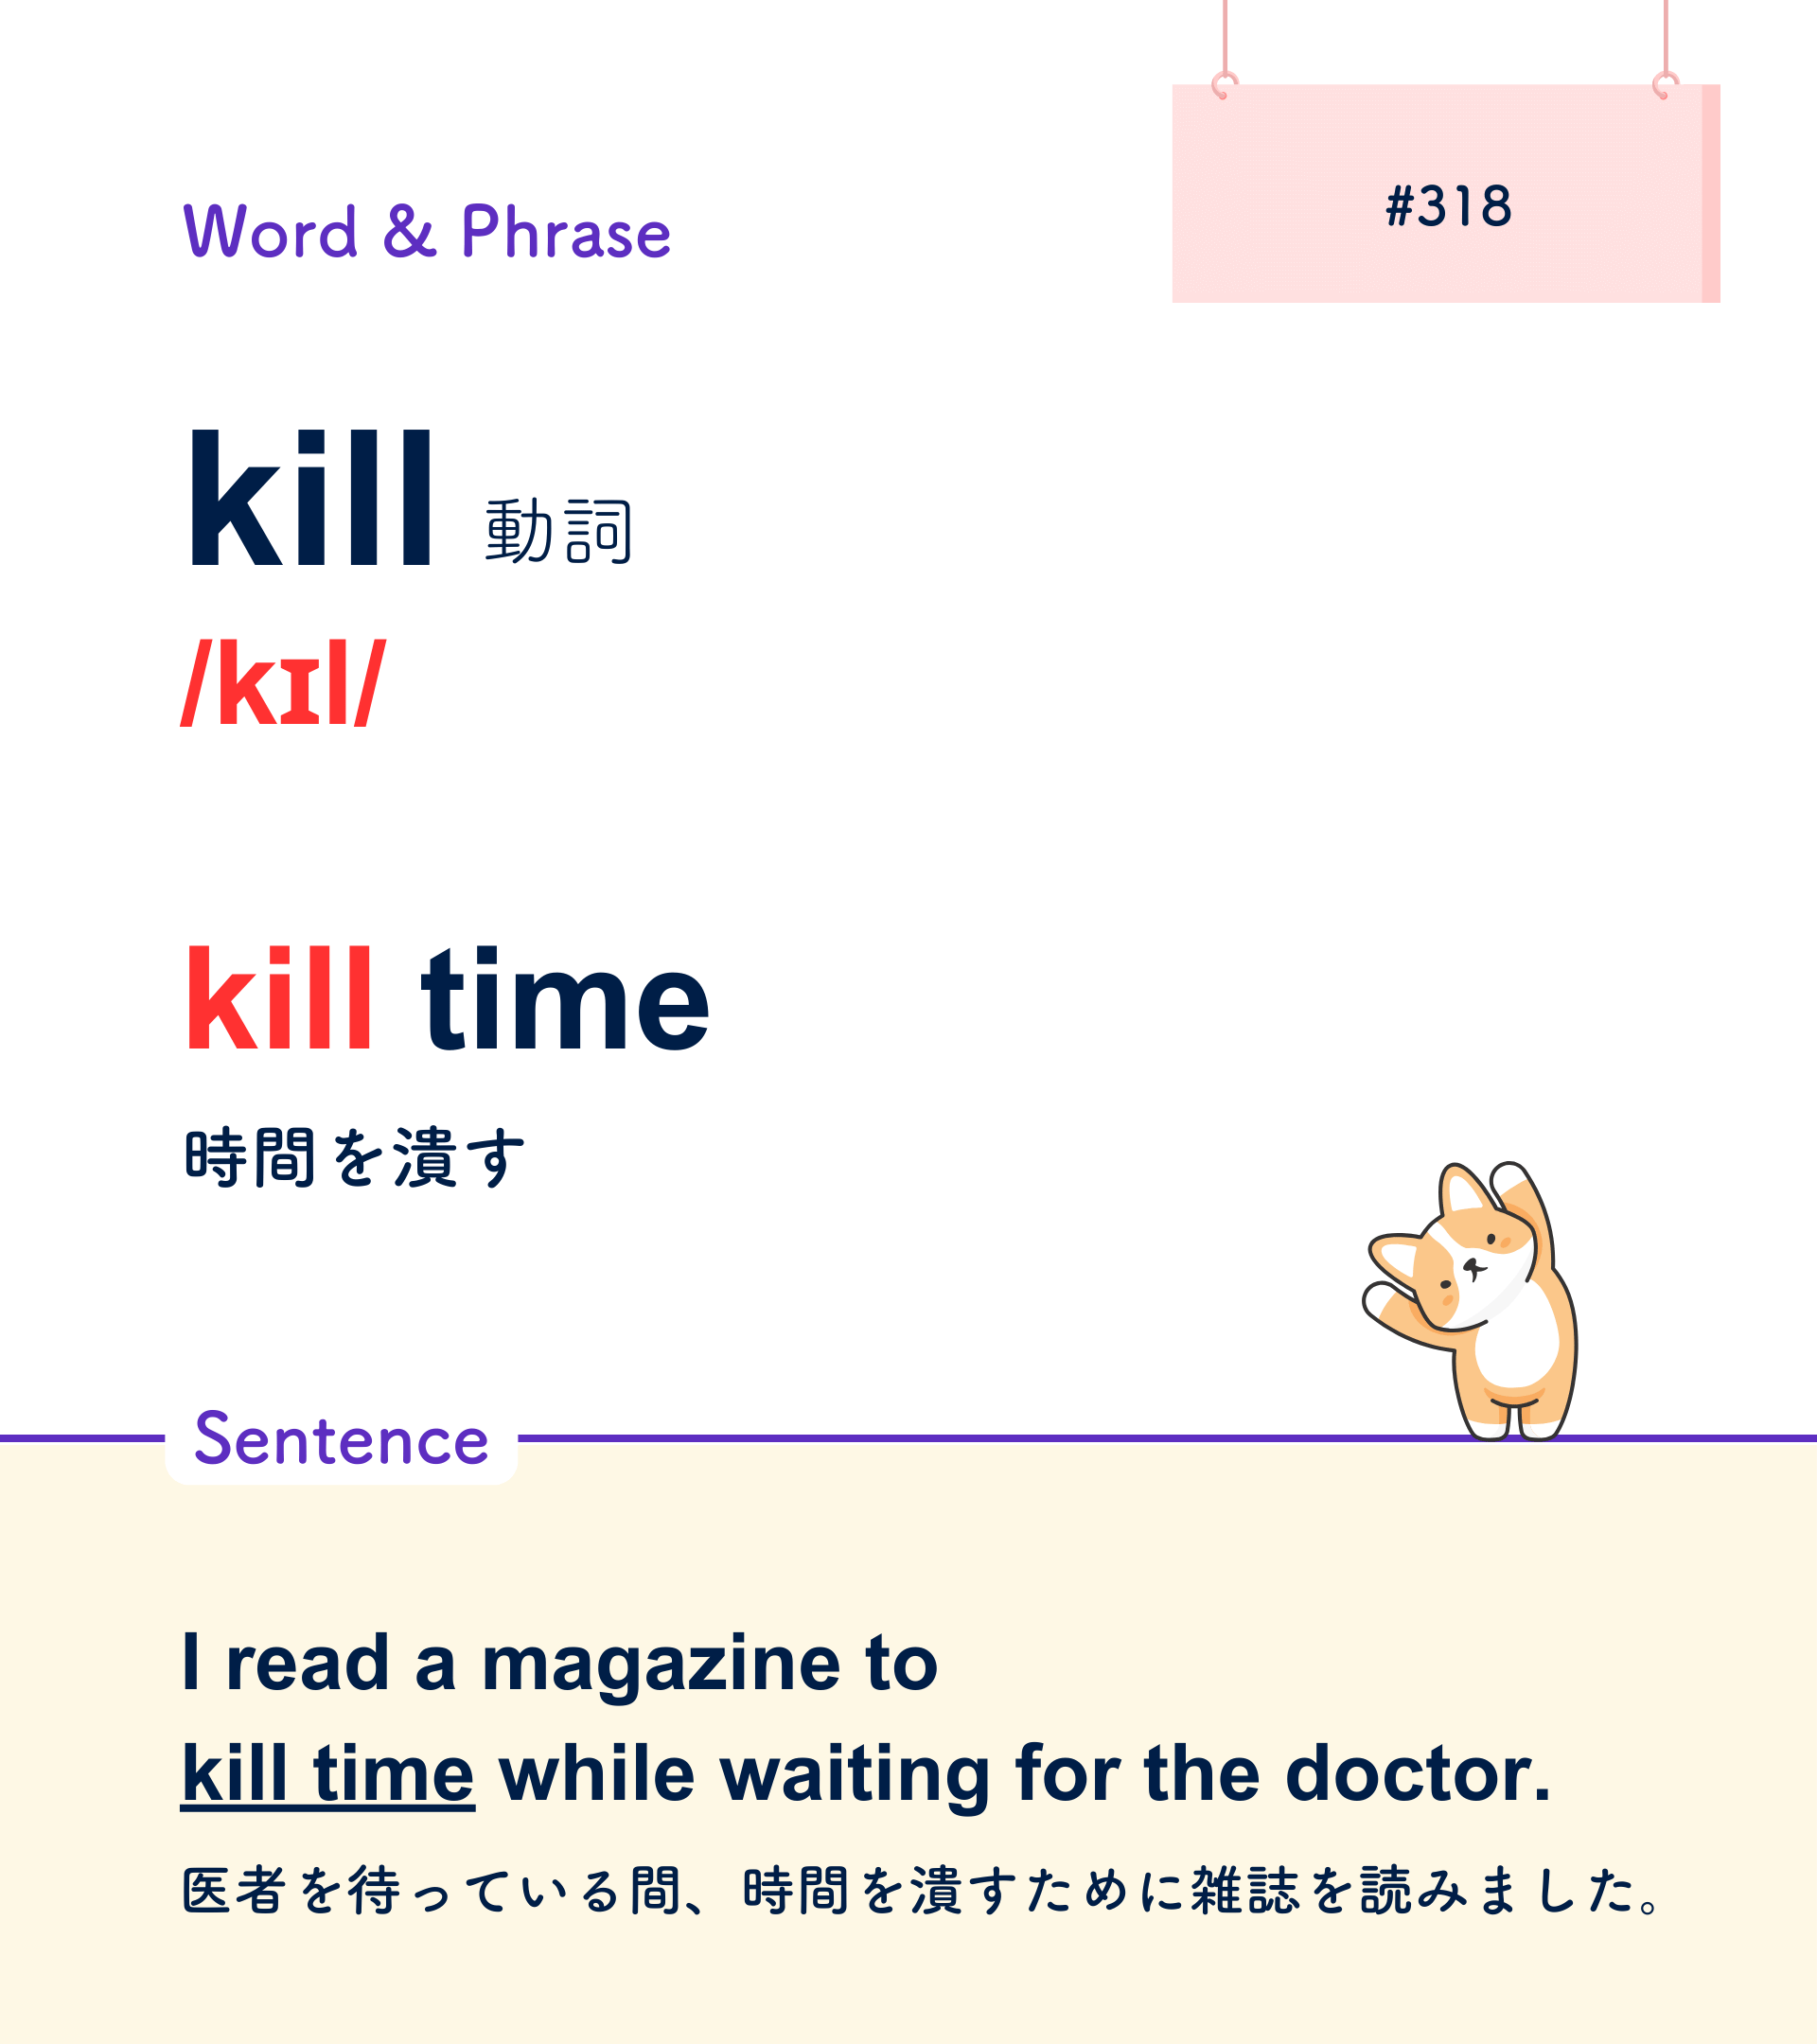 #318
Word & Phrase
kill 動詞
/kɪl/
kill time
時間を潰す
Sentence
I read a magazine to
kill time while waiting for the doctor.
医者を待っている間、時間を潰すために雑誌を読みました。